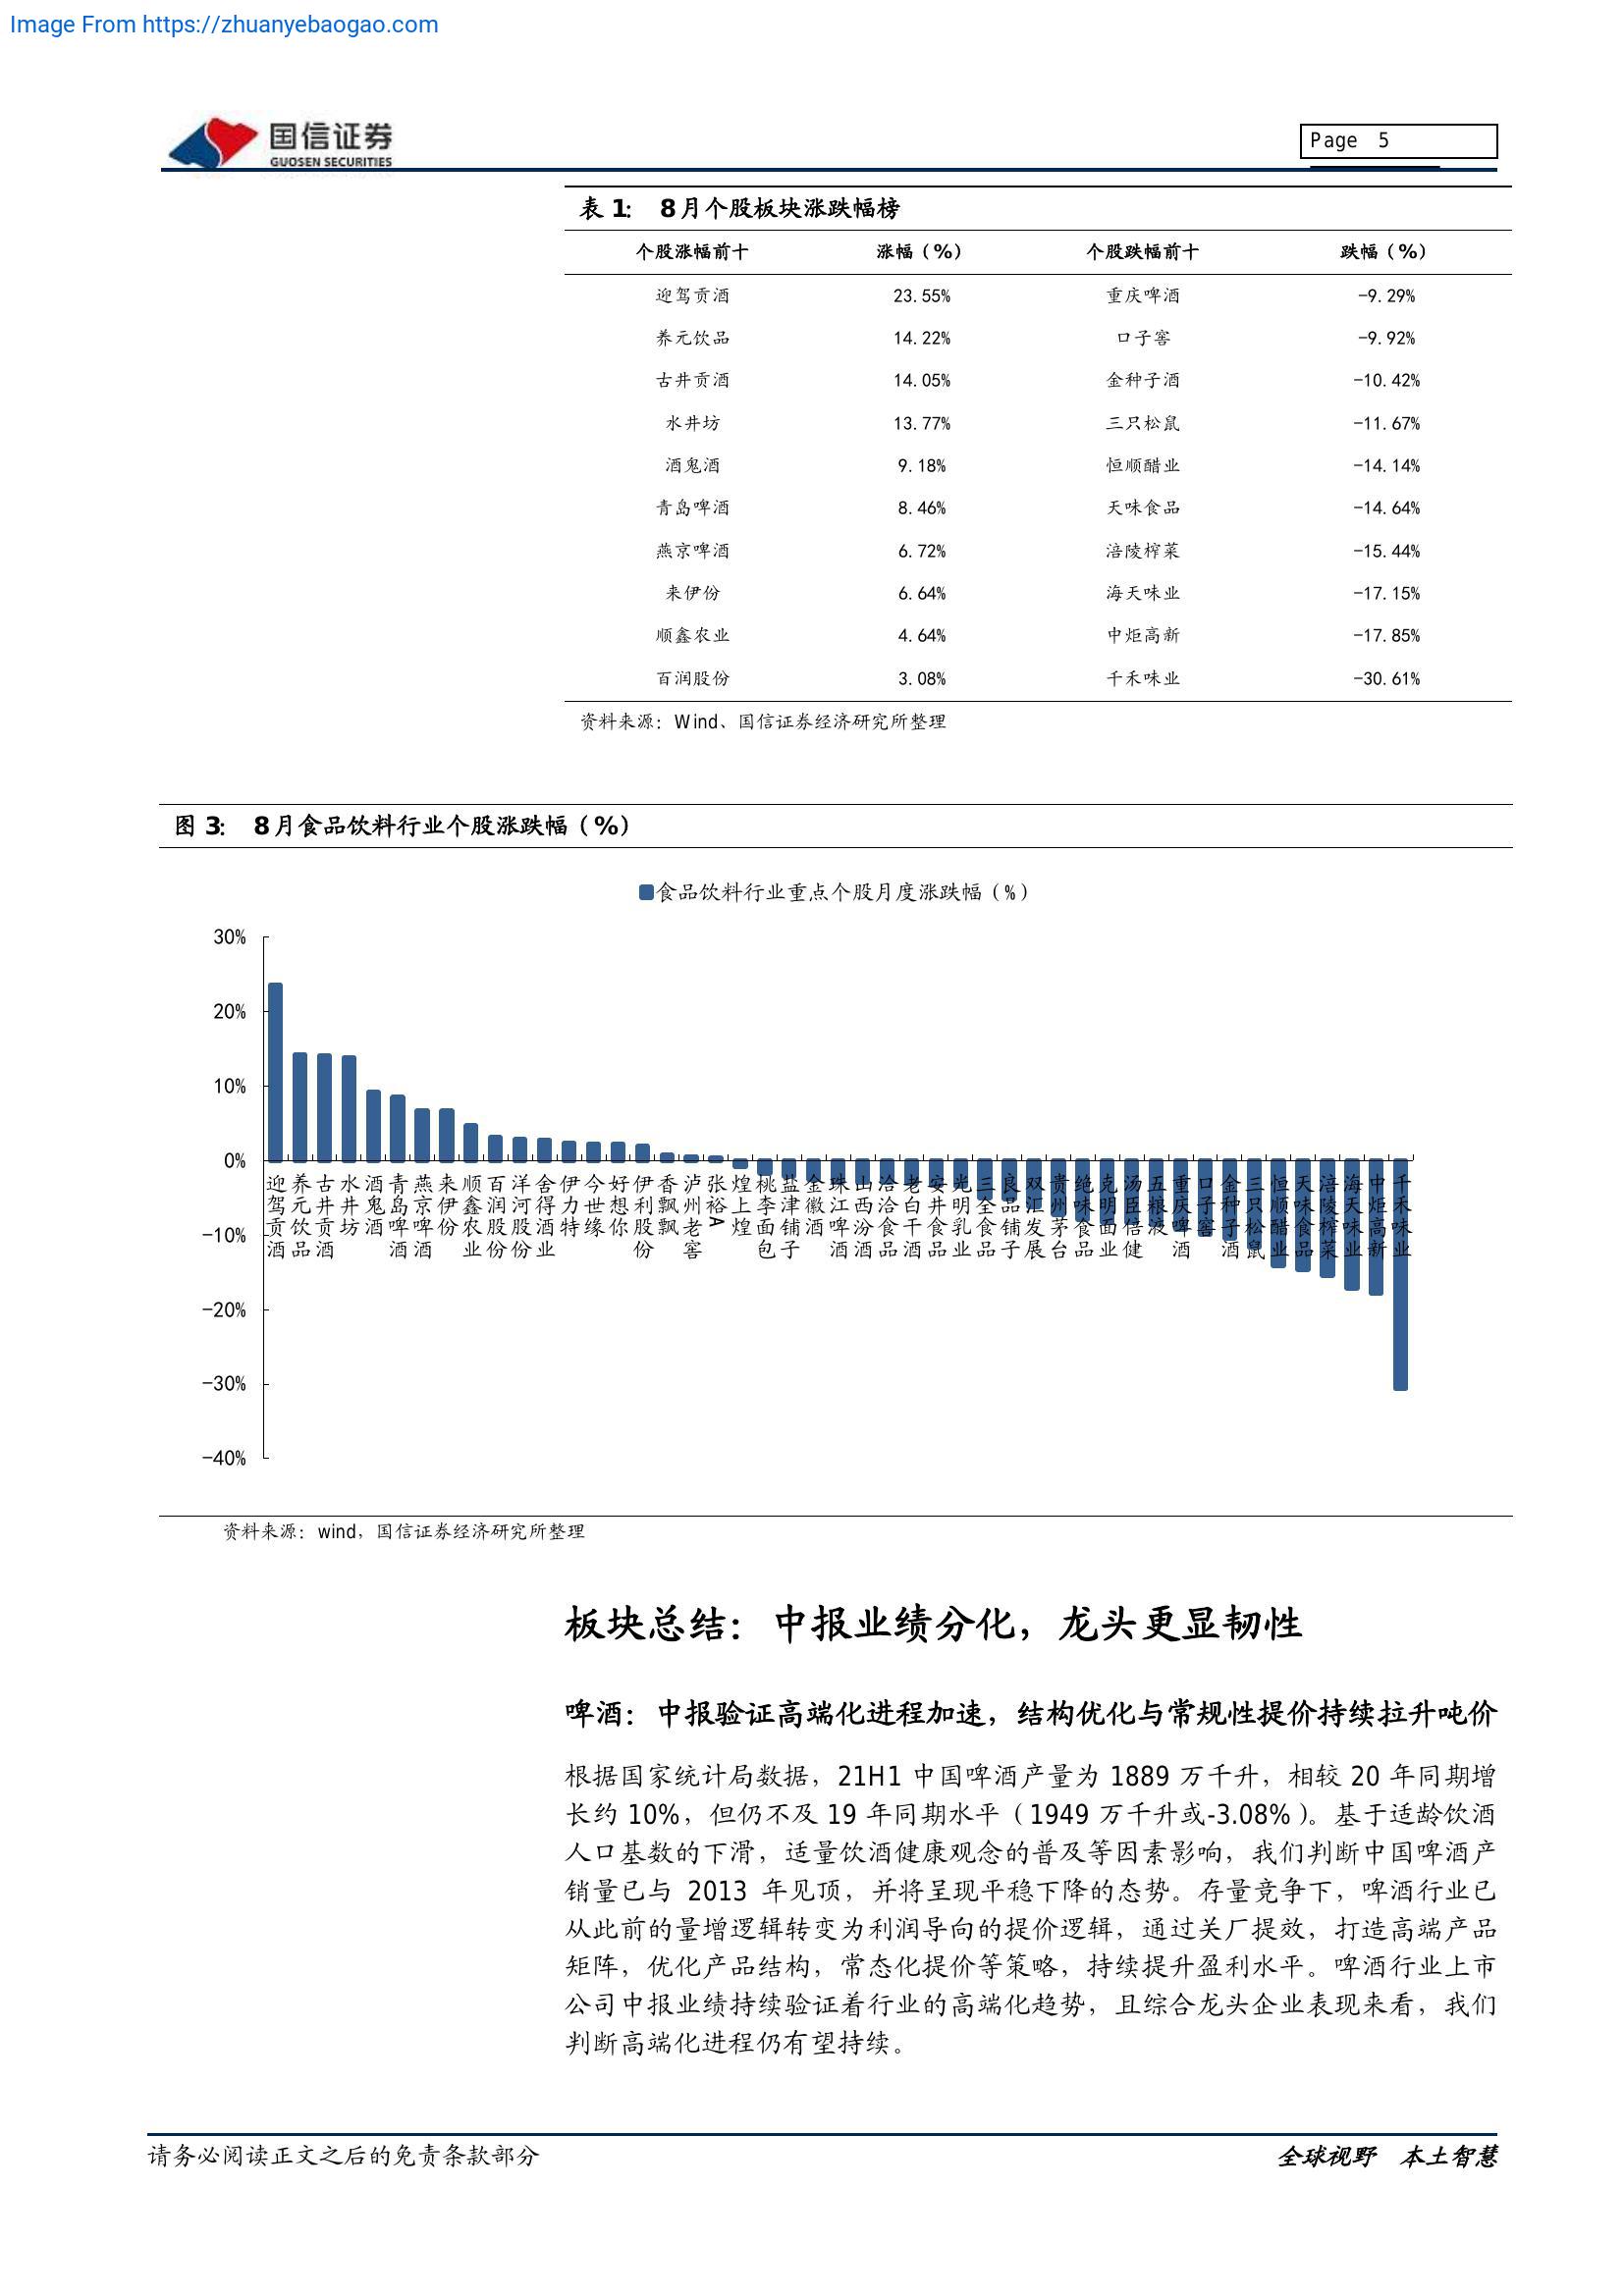 Image From https://zhuanyebaogao.com
国信证券
GUOSEN SECURITIES
Page 5
表 1: 8月个股板块涨跌幅榜
个股涨幅前十 涨幅（%） 个股跌幅前十 跌幅（%）
迎驾贡酒 23.55% 重庆啤酒 -9.29%
养元饮品 14.22% 口子窖 -9.92%
古井贡酒 14.05% 金种子酒 -10.42%
水井坊 13.77% 三只松鼠 -11.67%
酒鬼酒 9.18% 恒顺醋业 -14.14%
青岛啤酒 8.46% 天味食品 -14.64%
燕京啤酒 6.72% 涪陵榨菜 -15.44%
来伊份 6.64% 海天味业 -17.15%
顺鑫农业 4.64% 中炬高新 -17.85%
百润股份 3.08% 千禾味业 -30.61%
资料来源：Wind、国信证券经济研究所整理
图 3: 8月食品饮料行业个股涨跌幅（%）
食品饮料行业重点个股月度涨跌幅（%）
30%
20%
10%
0%
-10%
-20%
-30%
-40%
迎驾贡酒
养元饮品
古井贡酒
水井坊
酒鬼酒
青岛啤酒
燕京啤酒
来伊份
顺鑫农业
百润股份
洋河股份
舍得酒业
伊力特
今世缘
好想你
伊利股份
香飘飘
泸州老窖
张裕A
煌上煌
桃李面包
盐津铺子
金徽酒
珠江啤酒
山西汾酒
洽洽食品
老白干酒
安井食品
光明乳业
三全食品
良品铺子
双汇发展
贵州茅台
绝味食品
克明面业
汤臣倍健
五粮液
重庆啤酒
口子窖
金种子酒
三只松鼠
恒顺醋业
天味食品
涪陵榨菜
海天味业
中炬高新
千禾味业
资料来源：wind，国信证券经济研究所整理
板块总结：中报业绩分化，龙头更显韧性
啤酒：中报验证高端化进程加速，结构优化与常规性提价持续拉升吨价
根据国家统计局数据，21H1 中国啤酒产量为 1889 万千升，相较 20 年同期增
长约 10%，但仍不及 19 年同期水平（1949 万千升或-3.08%）。基于适龄饮酒
人口基数的下滑，适量饮酒健康观念的普及等因素影响，我们判断中国啤酒产
销量已与 2013 年见顶，并将呈现平稳下降的态势。存量竞争下，啤酒行业已
从此前的量增逻辑转变为利润导向的提价逻辑，通过关厂提效，打造高端产品
矩阵，优化产品结构，常态化提价等策略，持续提升盈利水平。啤酒行业上市
公司中报业绩持续验证着行业的高端化趋势，且综合龙头企业表现来看，我们
判断高端化进程仍有望持续。
请务必阅读正文之后的免责条款部分
全球视野 本土智慧